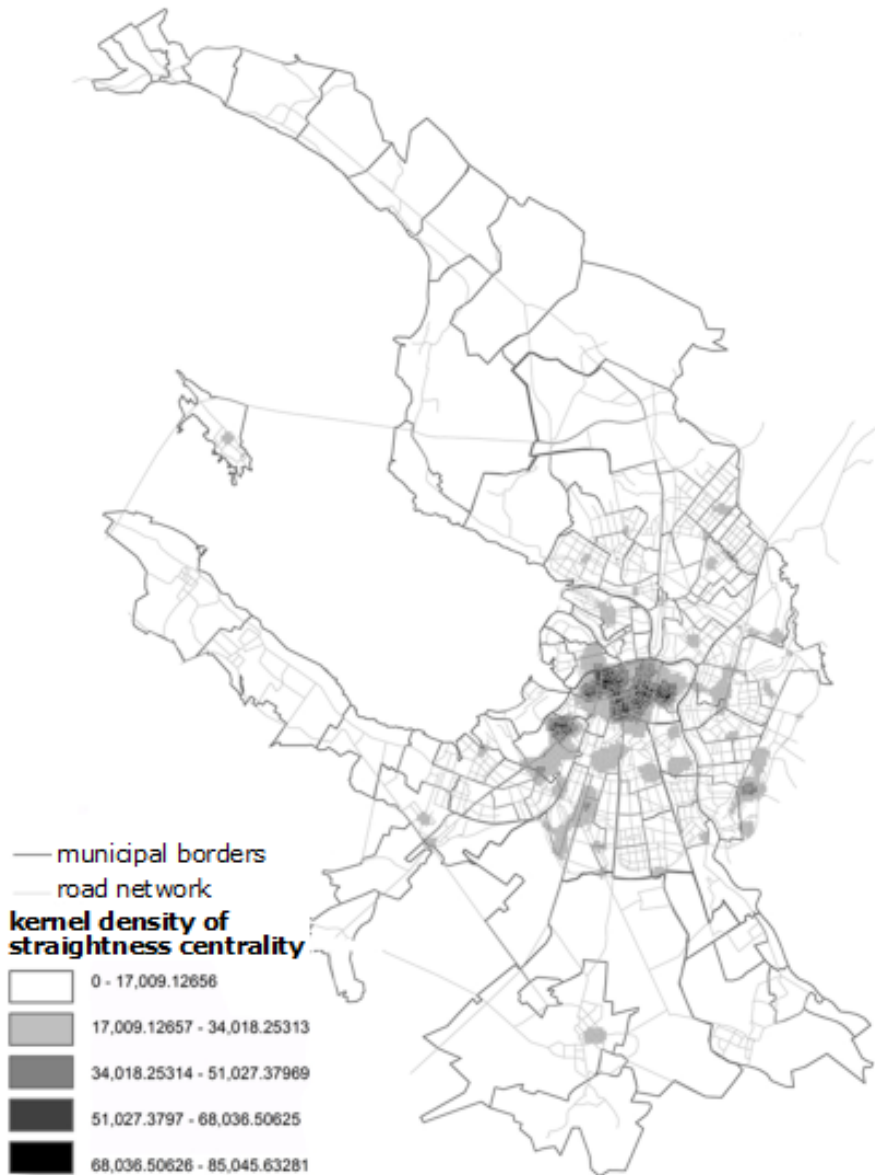 municipal borders
road network
kernel density of
straightness centrality
0 - 17,009.12656
17,009.12657 - 34,018.25313
34,018.25314 - 51,027.37969
51,027.3797 - 68,036.50625
68,036.50626 - 85,045.63281